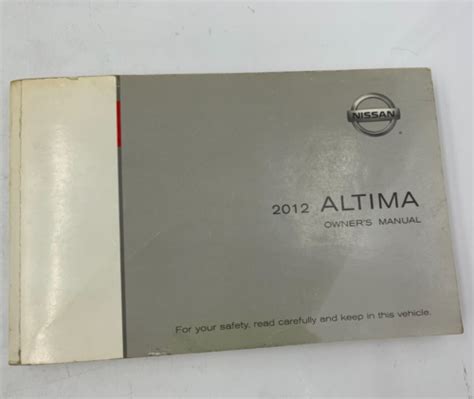 NISSAN
2012 ALTIMA
OWNER'S MANUAL
For your safety, read carefully and keep in this vehicle.